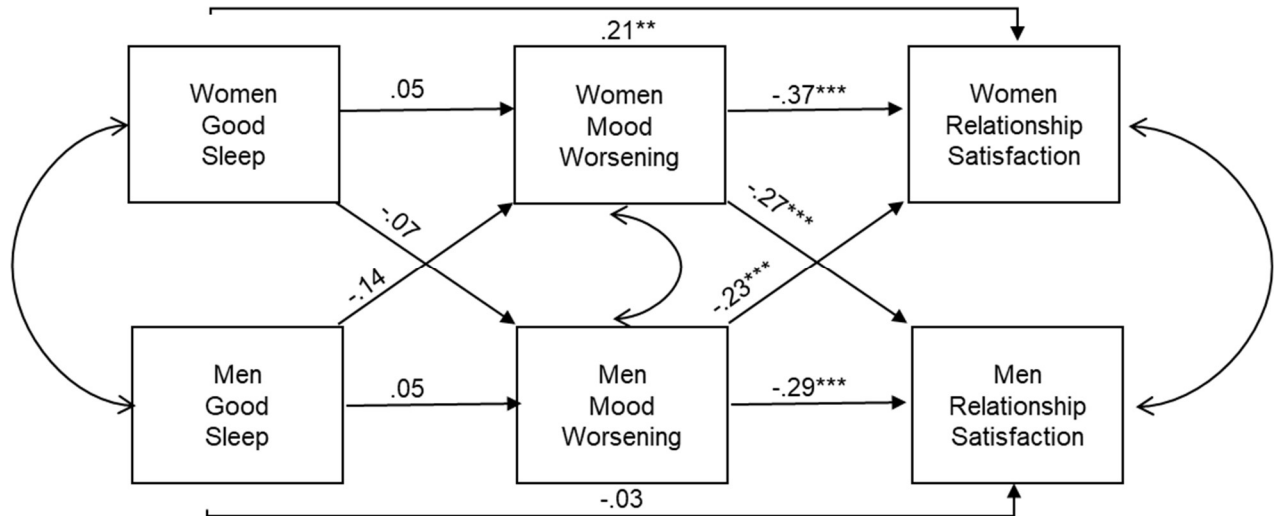 .21**
Women
Good
Sleep
.05
Women
Mood
Worsening
-.37***
Women
Relationship
Satisfaction
-.07
-.14
-.27***
-.23***
Men
Good
Sleep
.05
Men
Mood
Worsening
-.29***
Men
Relationship
Satisfaction
-.03